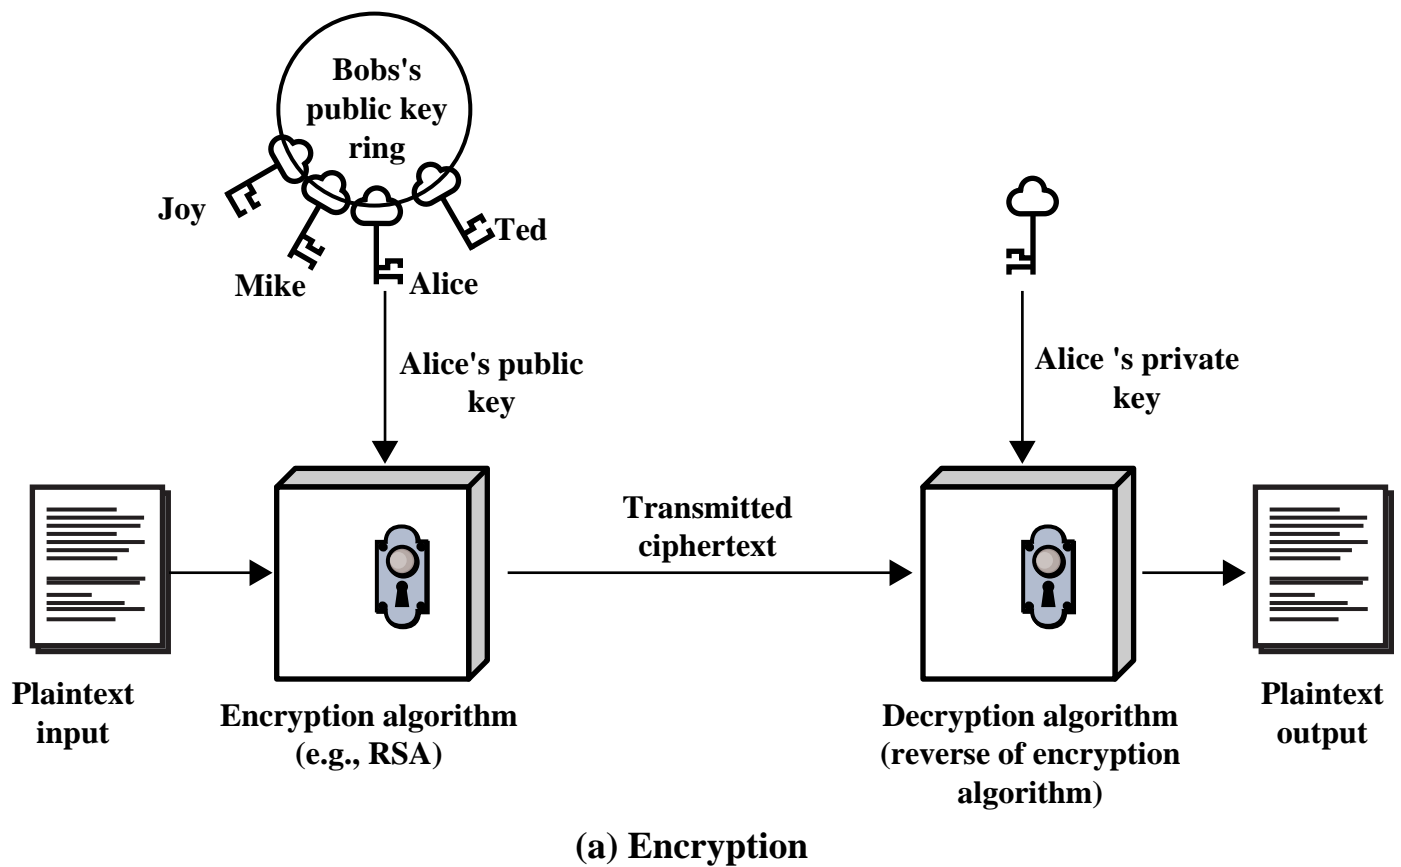 Bobs's
public key
ring
Joy
Ted
Mike
Alice
Alice's public
key
Alice 's private
key
Transmitted
ciphertext
Plaintext
input
Encryption algorithm
(e.g., RSA)
Decryption algorithm
(reverse of encryption
algorithm)
Plaintext
output
(a) Encryption